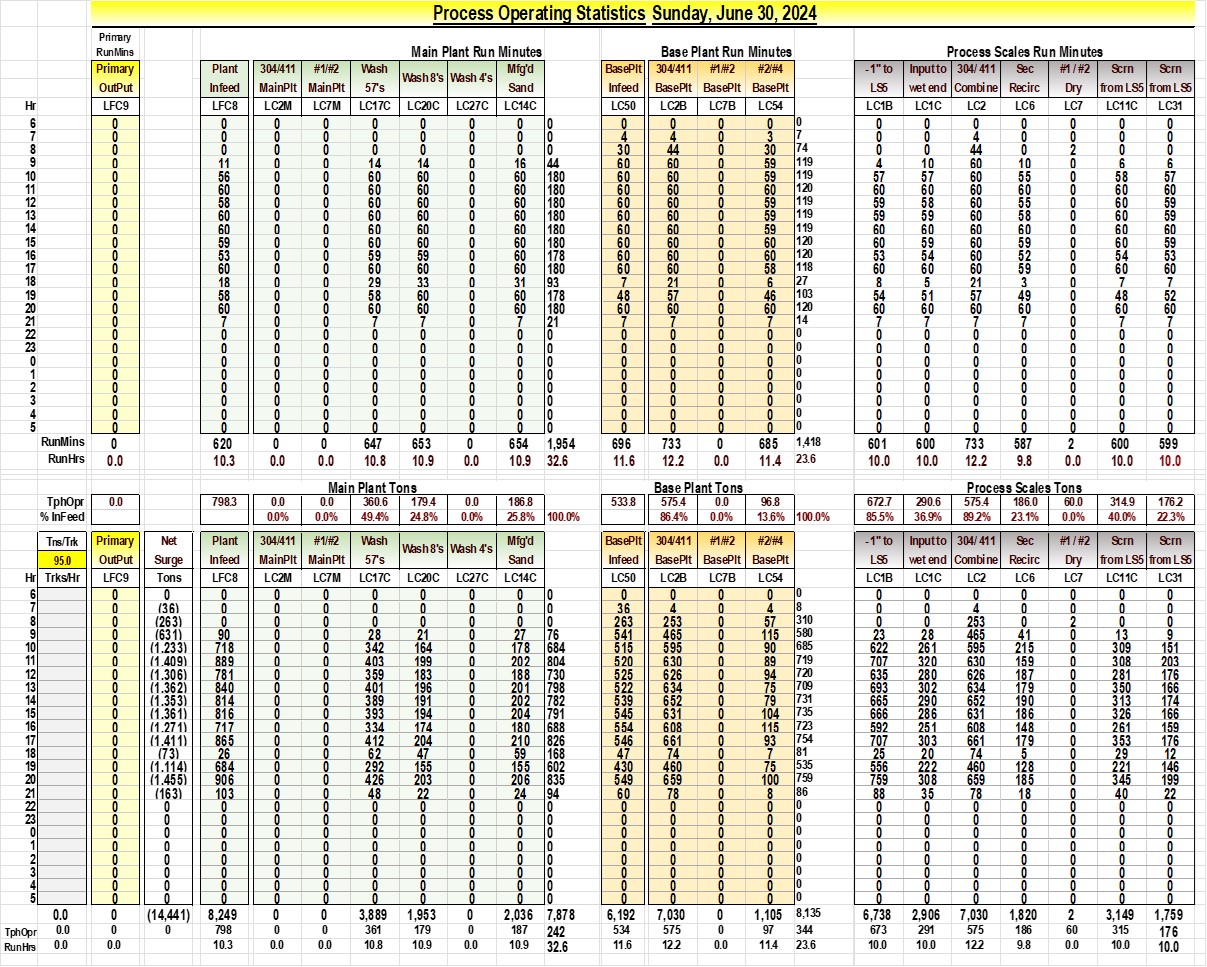 Process Operating Statistics Sunday, June 30, 2024
Primary
RunMins Main Plant Run Minutes Base Plant Run Minutes Process Scales Run Minutes
Primary Plant 304/411 #1/#2 Wash Wash 8's Wash 4's Mfg'd BasePlt 304/411 #1/#2 #2/#4 -1" to Input to 304/ 411 Sec #1 / #2 Scrn Scrn
OutPut Infeed MainPlt MainPlt 57's Sand Infeed BasePlt BasePlt BasePlt LS5 wet end Combine Recirc Dry from LS5 from LS5
Hr LFC9 LFC8 LC2M LC7M LC17C LC20C LC27C LC14C LC50 LC2B LC7B LC54 LC1B LC1C LC2 LC6 LC7 LC11C LC31
6 0 0 0 0 0 0 0 0 0 0 0 0 0 0 0 0 0 0 0 0 0 0
7 0 0 0 0 0 0 0 0 0 4 4 0 3 7 0 0 4 0 0 0 0
8 0 0 0 0 0 0 0 0 0 30 44 0 30 74 0 0 44 0 2 0 0
9 0 11 0 0 14 14 0 16 44 60 60 0 59 119 4 10 60 10 0 6 6
10 0 56 0 0 60 60 0 60 180 60 60 0 59 119 57 57 60 55 0 58 57
11 0 60 0 0 60 60 0 60 180 60 60 0 60 120 60 60 60 60 0 60 60
12 0 58 0 0 60 60 0 60 180 60 60 0 59 119 59 58 60 55 0 60 59
13 0 60 0 0 60 60 0 60 180 60 60 0 59 119 59 59 60 58 0 60 59
14 0 60 0 0 60 60 0 60 180 60 60 0 59 119 60 60 60 60 0 60 60
15 0 59 0 0 60 60 0 60 180 60 60 0 60 120 60 59 60 59 0 60 59
16 0 53 0 0 59 59 0 60 178 60 60 0 60 120 53 54 60 52 0 54 53
17 0 60 0 0 60 60 0 60 180 60 60 0 58 118 60 60 60 59 0 60 60
18 0 18 0 0 29 33 0 31 93 7 21 0 6 27 8 5 21 3 0 7 7
19 0 58 0 0 58 60 0 60 178 48 57 0 46 103 54 51 57 49 0 48 52
20 0 60 0 0 60 60 0 60 180 60 60 0 60 120 60 60 60 60 0 60 60
21 0 7 0 0 7 7 0 7 21 7 7 0 7 14 7 7 7 7 0 7 7
22 0 0 0 0 0 0 0 0 0 0 0 0 0 0 0 0 0 0 0 0 0
23 0 0 0 0 0 0 0 0 0 0 0 0 0 0 0 0 0 0 0 0 0
0 0 0 0 0 0 0 0 0 0 0 0 0 0 0 0 0 0 0 0 0 0
1 0 0 0 0 0 0 0 0 0 0 0 0 0 0 0 0 0 0 0 0 0
2 0 0 0 0 0 0 0 0 0 0 0 0 0 0 0 0 0 0 0 0 0
3 0 0 0 0 0 0 0 0 0 0 0 0 0 0 0 0 0 0 0 0 0
4 0 0 0 0 0 0 0 0 0 0 0 0 0 0 0 0 0 0 0 0 0
5 0 0 0 0 0 0 0 0 0 0 0 0 0 0 0 0 0 0 0 0 0
RunMins 0 620 0 0 647 653 0 654 1,954 696 733 0 685 1,418 601 600 733 587 2 600 599
RunHrs 0.0 10.3 0.0 0.0 10.8 10.9 0.0 10.9 32.6 11.6 12.2 0.0 11.4 23.6 10.0 10.0 12.2 9.8 0.0 10.0 10.0
Main Plant Tons Base Plant Tons Process Scales Tons
TphOpr 0.0 798.3 0.0 0.0 360.6 179.4 0.0 186.8 533.8 575.4 0.0 96.8 672.7 290.6 575.4 186.0 60.0 314.9 176.2
% InFeed 0.0% 0.0% 49.4% 24.8% 0.0% 25.8% 100.0% 86.4% 0.0% 13.6% 100.0% 85.5% 36.9% 89.2% 23.1% 0.0% 40.0% 22.3%
Tns/Trk Primary Net Plant 304/411 #1/#2 Wash Wash 8's Wash 4's Mfg'd BasePlt 304/411 #1/#2 #2/#4 -1" to Input to 304/ 411 Sec #1 / #2 Scrn Scrn
95.0 OutPut Surge Infeed MainPlt MainPlt 57's Sand Infeed BasePlt BasePlt BasePlt LS5 wet end Combine Recirc Dry from LS5 from LS5
Hr Trks/Hr LFC9 Tons LFC8 LC2M LC7M LC17C LC20C LC27C LC14C LC50 LC2B LC7B LC54 LC1B LC1C LC2 LC6 LC7 LC11C LC31
6 0 0 0 0 0 0 0 0 0 0 0 0 0 0 0 0 0 0 0 0 0 0
7 0 (36) 0 0 0 0 0 0 0 0 36 4 0 4 8 0 0 4 0 0 0 0
8 0 (263) 0 0 0 0 0 0 0 0 263 253 0 57 310 0 0 253 0 2 0 0
9 0 (631) 90 0 0 28 21 0 27 76 541 465 0 115 580 23 28 465 41 0 13 9
10 0 (1,233) 718 0 0 342 164 0 178 684 515 595 0 90 685 622 261 595 215 0 309 151
11 0 (1,409) 889 0 0 403 199 0 202 804 520 630 0 89 719 707 320 630 159 0 308 203
12 0 (1,306) 781 0 0 359 183 0 188 730 525 626 0 94 720 635 280 626 187 0 281 176
13 0 (1,362) 840 0 0 401 196 0 201 798 522 634 0 75 709 693 302 634 179 0 350 166
14 0 (1,353) 814 0 0 389 191 0 202 782 539 652 0 79 731 665 290 652 190 0 313 174
15 0 (1,361) 816 0 0 393 194 0 204 791 545 631 0 104 735 666 286 631 186 0 326 166
16 0 (1,271) 717 0 0 334 174 0 180 688 554 608 0 115 723 592 251 608 148 0 261 159
17 0 (1,411) 865 0 0 412 204 0 210 826 546 661 0 93 754 707 303 661 179 0 353 176
18 0 (73) 26 0 0 62 47 0 59 168 47 74 0 7 81 25 20 74 5 0 29 12
19 0 (1,114) 684 0 0 292 155 0 155 602 430 460 0 75 535 556 222 460 128 0 221 146
20 0 (1,455) 906 0 0 426 203 0 206 835 549 659 0 100 759 759 308 659 185 0 345 199
21 0 (163) 103 0 0 48 22 0 24 94 60 78 0 8 86 88 35 78 18 0 40 22
22 0 0 0 0 0 0 0 0 0 0 0 0 0 0 0 0 0 0 0 0 0 0
23 0 0 0 0 0 0 0 0 0 0 0 0 0 0 0 0 0 0 0 0 0 0
0 0 0 0 0 0 0 0 0 0 0 0 0 0 0 0 0 0 0 0 0 0 0
1 0 0 0 0 0 0 0 0 0 0 0 0 0 0 0 0 0 0 0 0 0 0
2 0 0 0 0 0 0 0 0 0 0 0 0 0 0 0 0 0 0 0 0 0 0
3 0 0 0 0 0 0 0 0 0 0 0 0 0 0 0 0 0 0 0 0 0 0
4 0 0 0 0 0 0 0 0 0 0 0 0 0 0 0 0 0 0 0 0 0 0
5 0 0 0 0 0 0 0 0 0 0 0 0 0 0 0 0 0 0 0 0 0 0
0.0 0 (14,441) 8,249 0 0 3,889 1,953 0 2,036 7,878 6,192 7,030 0 1,105 8,135 6,738 2,906 7,030 1,820 2 3,149 1,759
TphOpr 0.0 0 0 798 0 0 361 179 0 187 242 534 575 0 97 344 673 291 575 186 60 315 176
RunHrs 0.0 0.0 10.3 0.0 0.0 10.8 10.9 0.0 10.9 32.6 11.6 12.2 0.0 11.4 23.6 10.0 10.0 12.2 9.8 0.0 10.0 10.0